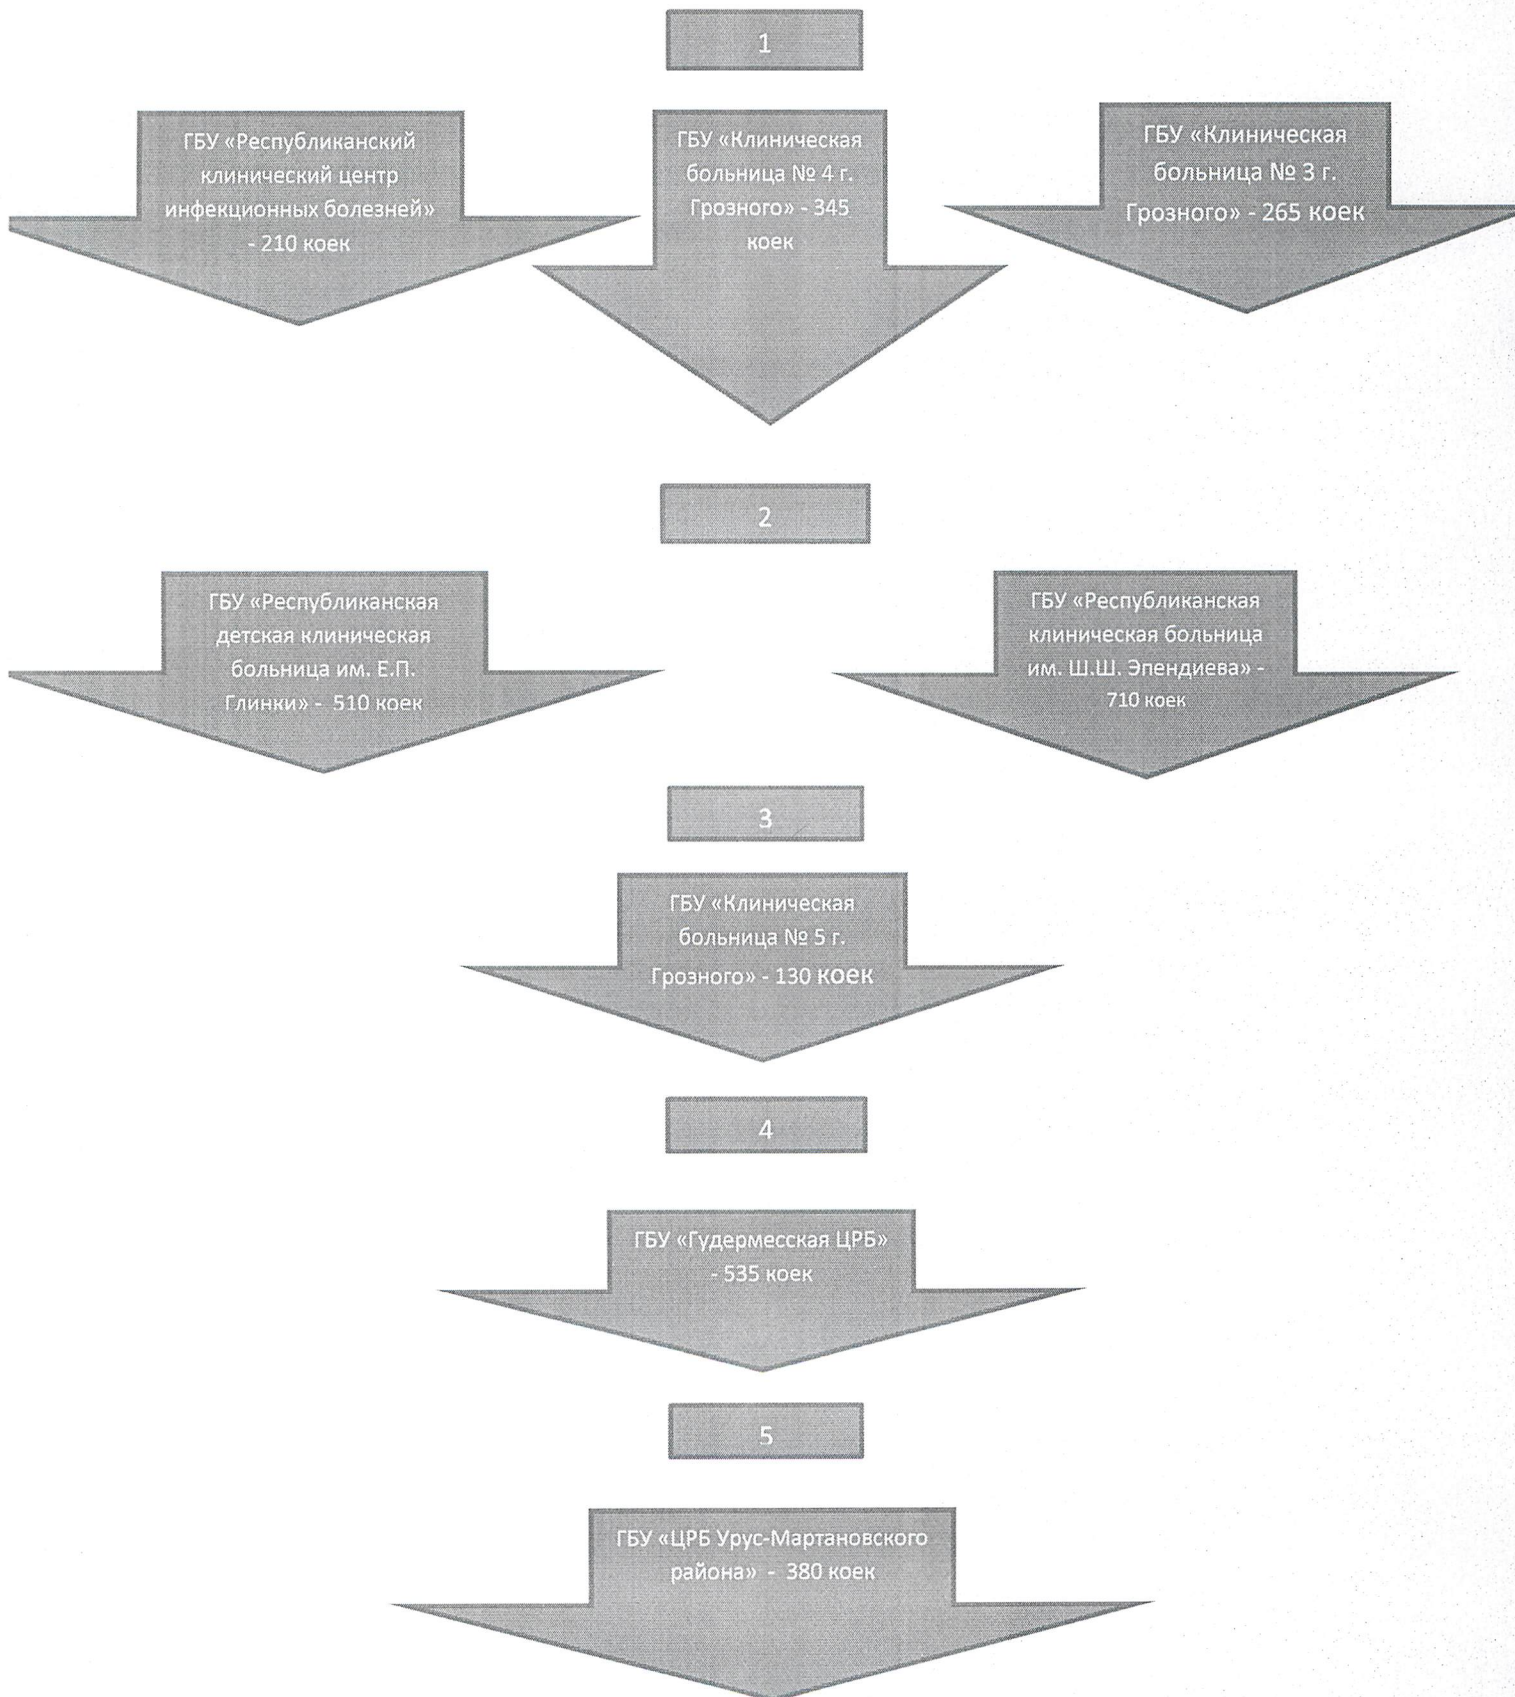 1
ГБУ «Республиканский
клинический центр
инфекционных болезней»
- 210 коек
ГБУ «Клиническая
больница № 4 г.
Грозного» - 345
коек
ГБУ «Клиническая
больница № 3 г.
Грозного» - 265 коек
2
ГБУ «Республиканская
детская клиническая
больница им. Е.П.
Глинки» - 510 коек
ГБУ «Республиканская
клиническая больница
им. Ш.Ш. Эпендиева» -
710 коек
3
ГБУ «Клиническая
больница № 5 г.
Грозного» - 130 коек
4
ГБУ «Гудермесская ЦРБ»
- 535 коек
5
ГБУ «ЦРБ Урус-Мартановского
района» - 380 коек